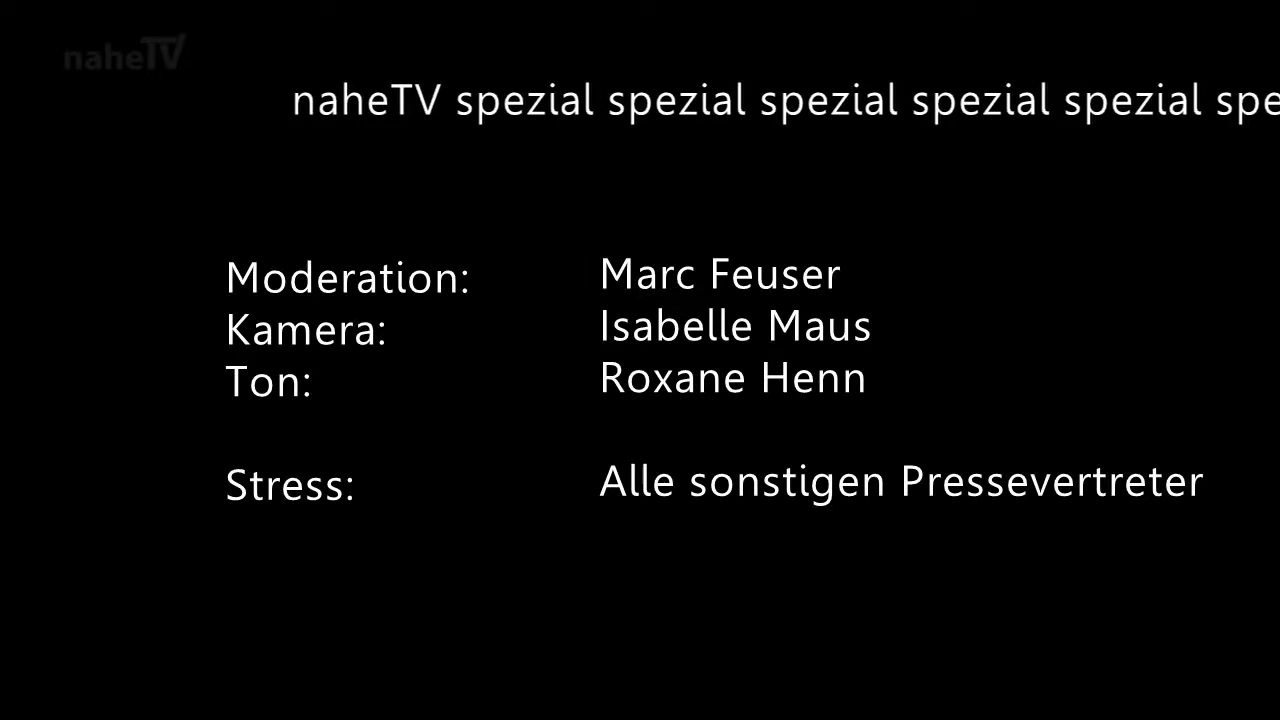 naheTV
naheTV spezial spezial spezial spezial spezial spe
Moderation: Marc Feuser
Kamera: Isabelle Maus
Ton: Roxane Henn
Stress: Alle sonstigen Pressevertreter